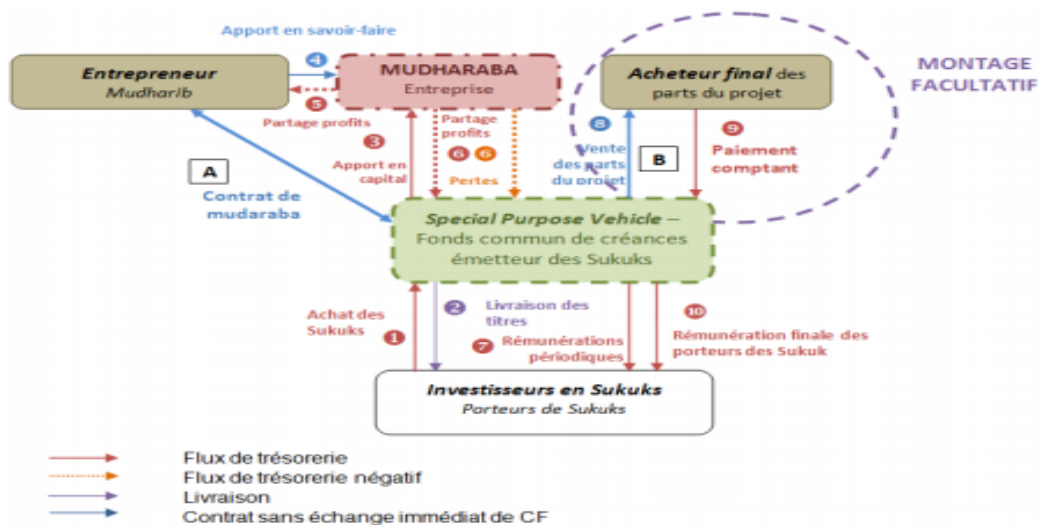 Apport en savoir-faire
4
Entrepreneur
Mudharib
MUDHARABA
Entreprise
Acheteur final des
parts du projet
MONTAGE
FACULTATIF
5
Partage profits
3
Apport en
capital
Partage
profits
6 6
Pertes
8
Vente
des parts
du projet
B
9
Paiement
comptant
A
Contrat de
mudaraba
Special Purpose Vehicle –
Fonds commun de créances
émetteur des Sukuks
Achat des
Sukuks
1
2
Livraison des
titres
7
Rémunérations
périodiques
10
Rémunération finale des
porteurs des Sukuk
Investisseurs en Sukuks
Porteurs de Sukuks
Flux de trésorerie
Flux de trésorerie négatif
Livraison
Contrat sans échange immédiat de CF